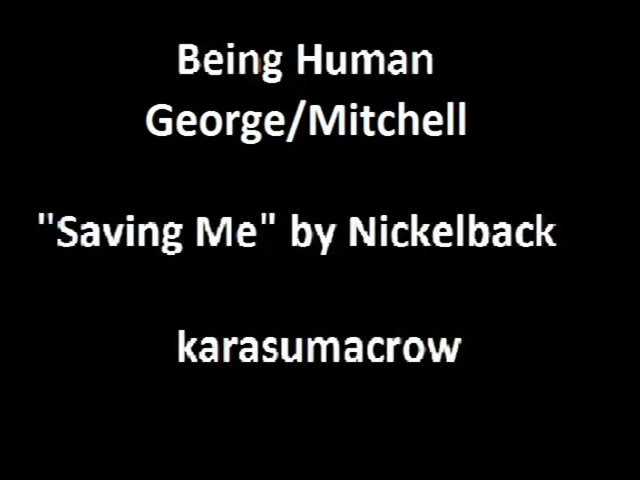 Being Human
George/Mitchell
"Saving Me" by Nickelback
karasumacrow